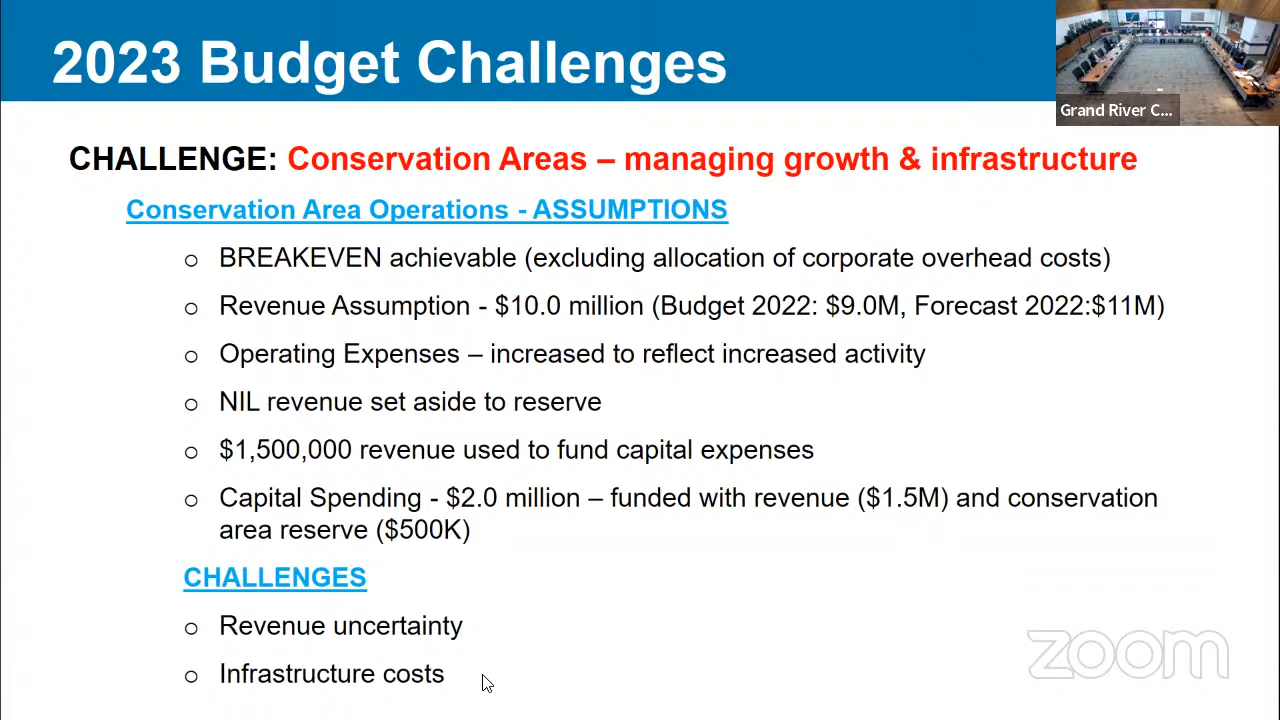 2023 Budget Challenges
Grand River C...
CHALLENGE: Conservation Areas – managing growth & infrastructure
Conservation Area Operations - ASSUMPTIONS
o BREAKEVEN achievable (excluding allocation of corporate overhead costs)
o Revenue Assumption - $10.0 million (Budget 2022: $9.0M, Forecast 2022:$11M)
o Operating Expenses – increased to reflect increased activity
o NIL revenue set aside to reserve
o $1,500,000 revenue used to fund capital expenses
o Capital Spending - $2.0 million – funded with revenue ($1.5M) and conservation
area reserve ($500K)
CHALLENGES
o Revenue uncertainty
o Infrastructure costs
zoom